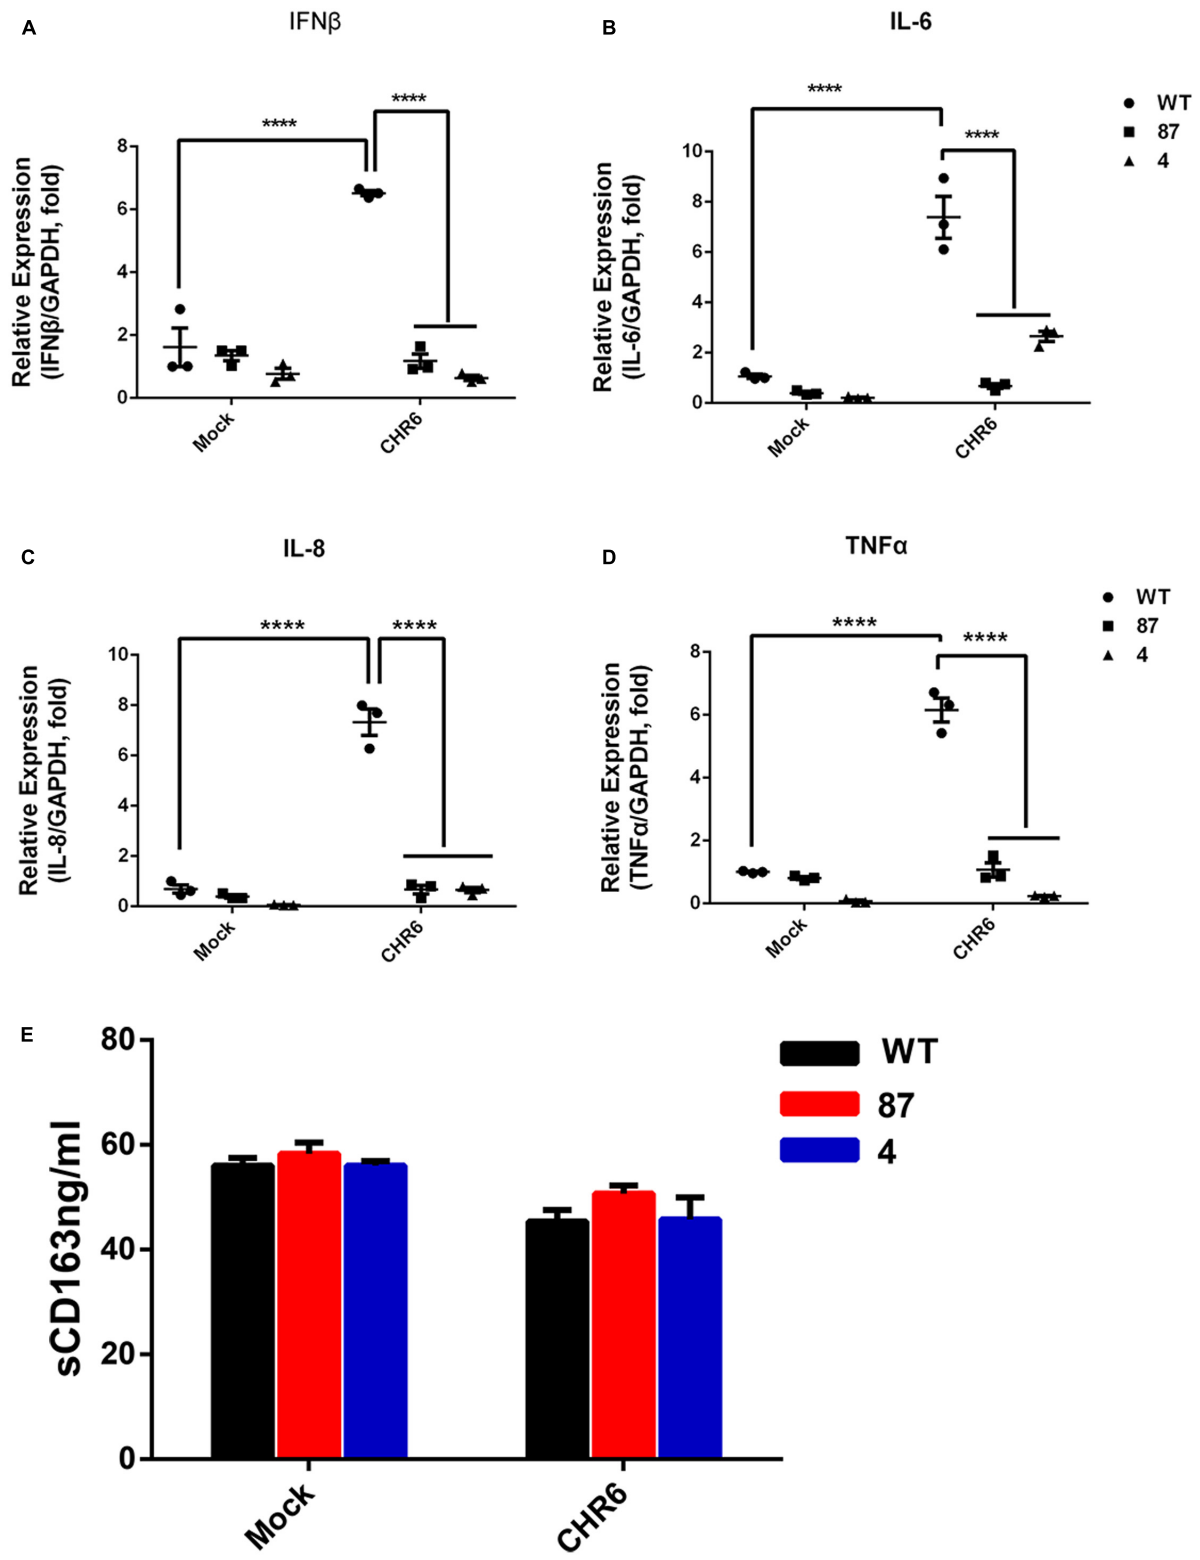 A
IFNβ
****
****
Relative Expression
(IFNβ/GAPDH, fold)
8
6
4
2
0
Mock
CHR6
B
IL-6
****
****
Relative Expression
(IL-6/GAPDH, fold)
10
8
6
4
2
0
Mock
CHR6
WT
87
4
C
IL-8
****
****
Relative Expression
(IL-8/GAPDH, fold)
10
8
6
4
2
0
Mock
CHR6
D
TNFα
****
****
Relative Expression
(TNFα/GAPDH, fold)
8
6
4
2
0
Mock
CHR6
WT
87
4
E
sCD163ng/ml
80
60
40
20
0
Mock
CHR6
WT
87
4